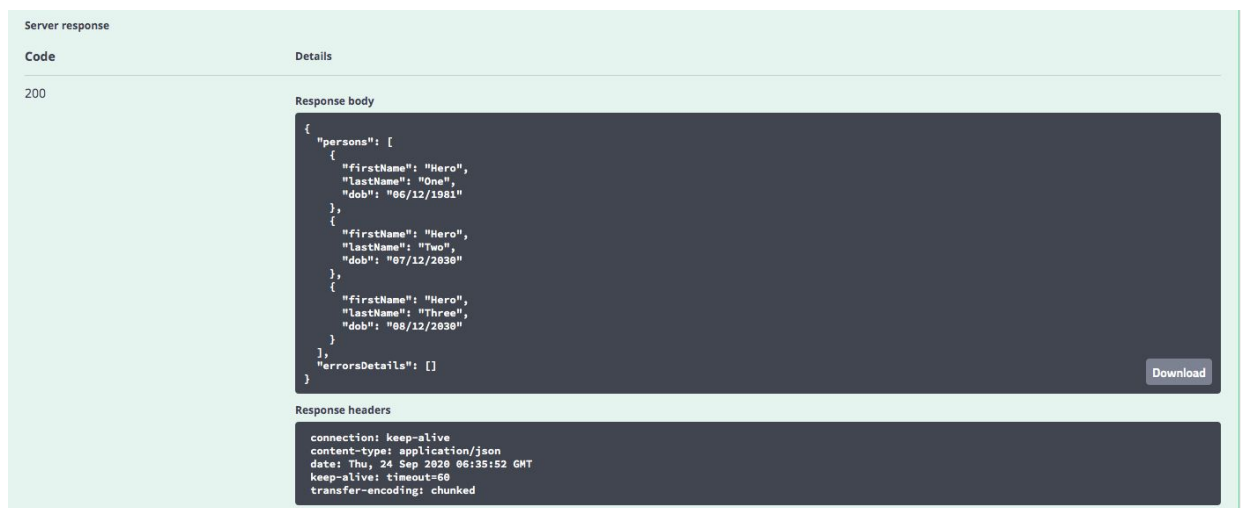 Server response
Code Details
200
Response body
{
  "persons": [
    {
      "firstName": "Hero",
      "lastName": "One",
      "dob": "06/12/1981"
    },
    {
      "firstName": "Hero",
      "lastName": "Two",
      "dob": "07/12/2030"
    },
    {
      "firstName": "Hero",
      "lastName": "Three",
      "dob": "08/12/2030"
    }
  ],
  "errorsDetails": []
}
Download
Response headers
connection: keep-alive
content-type: application/json
date: Thu, 24 Sep 2020 06:35:52 GMT
keep-alive: timeout=60
transfer-encoding: chunked